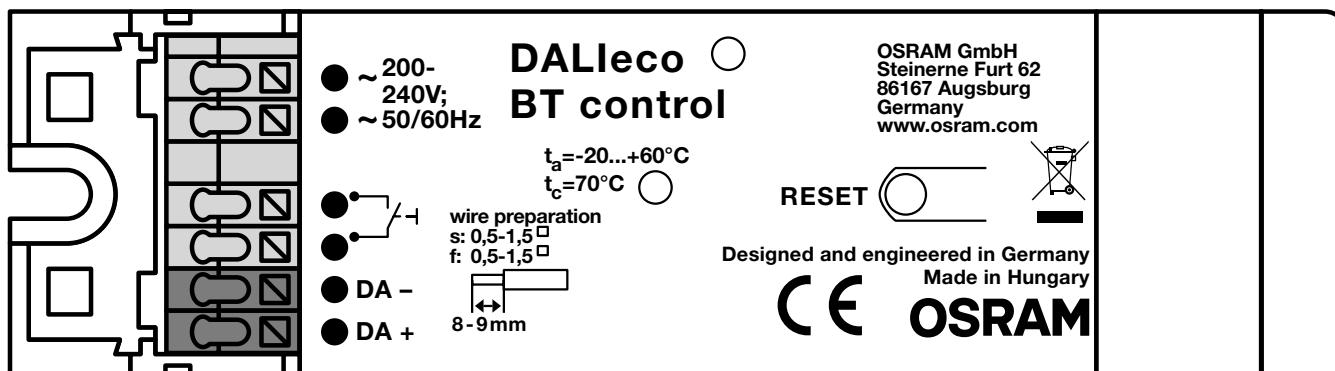 ~ 200-
240V;
~ 50/60Hz
DA –
DA +
DALIeco
BT control
ta=-20...+60°C
tc=70°C
wire preparation
s: 0,5-1,5 □
f: 0,5-1,5 □
8-9mm
OSRAM GmbH
Steinerne Furt 62
86167 Augsburg
Germany
www.osram.com
RESET
Designed and engineered in Germany
Made in Hungary
CE OSRAM